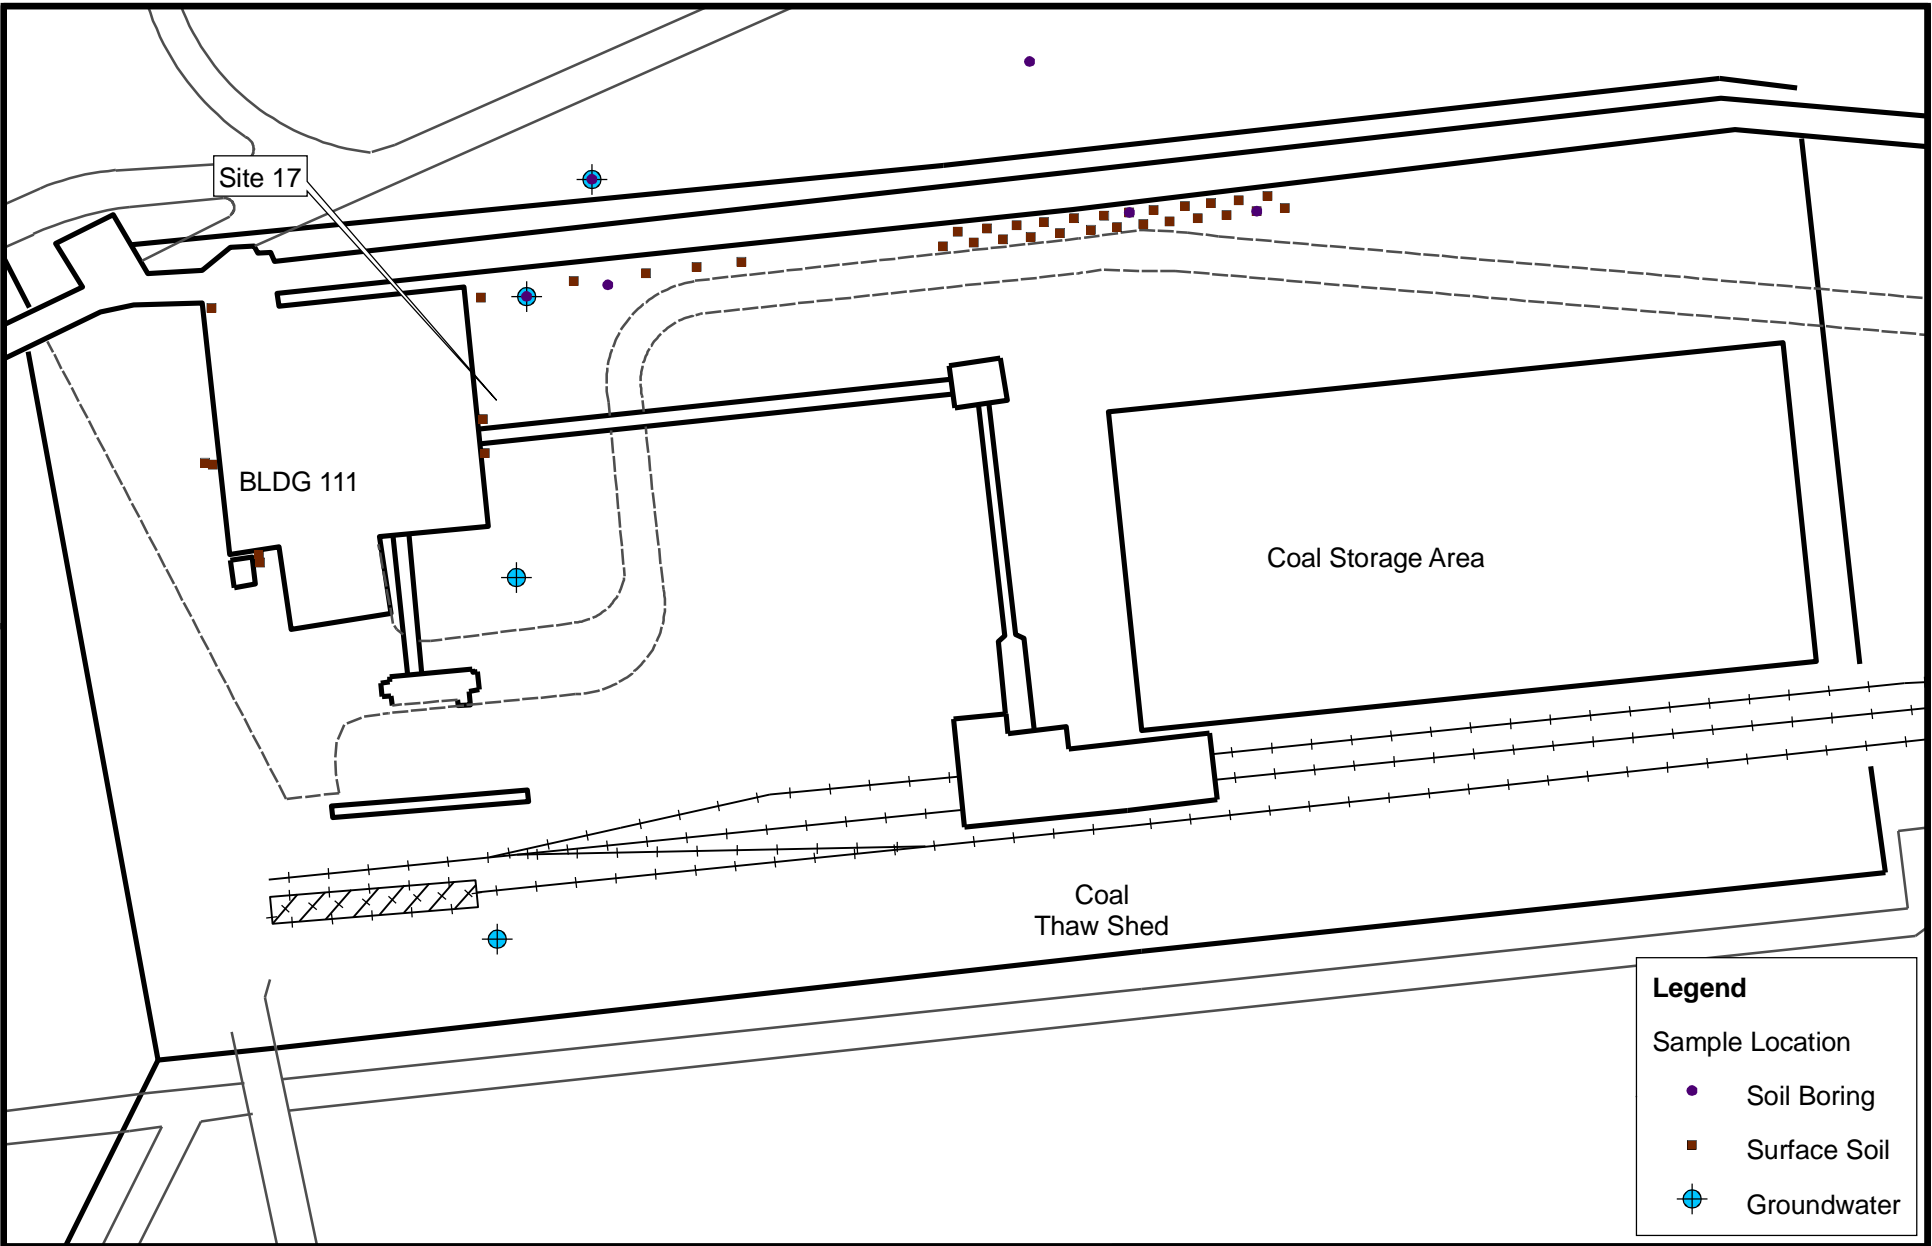 Site 17
BLDG 111
Coal Storage Area
Coal
Thaw Shed
Legend
Sample Location
Soil Boring
Surface Soil
Groundwater